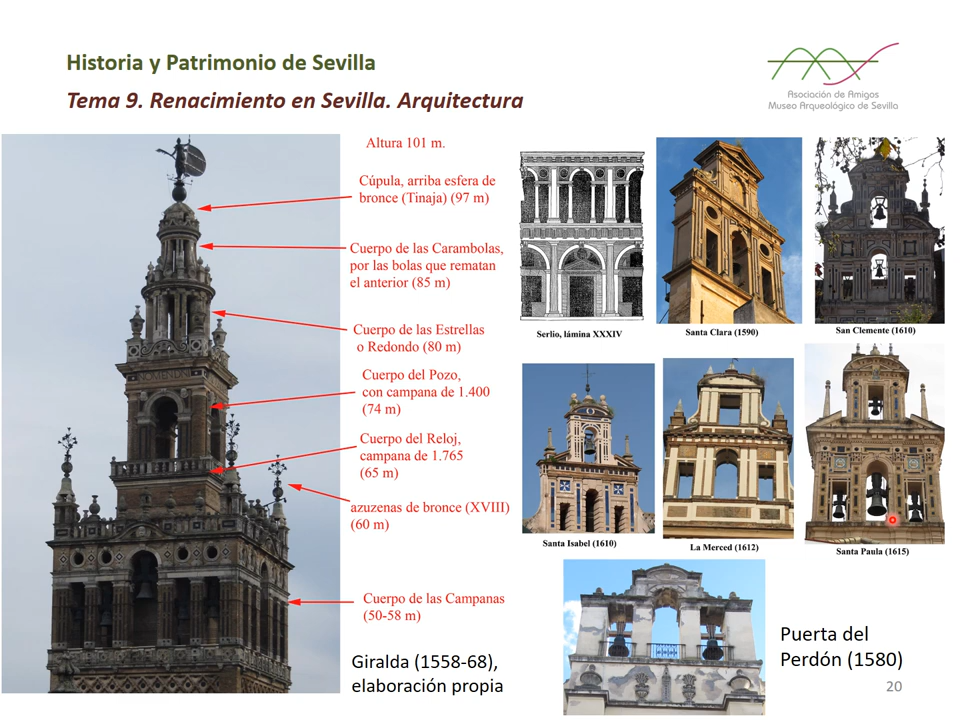 Historia y Patrimonio de Sevilla
Tema 9. Renacimiento en Sevilla. Arquitectura
Asociación de Amigos
Museo Arqueológico de Sevilla
Altura 101 m.
Cúpula, arriba esfera de
bronce (Tinaja) (97 m)
Cuerpo de las Carambolas,
por las bolas que rematan
el anterior (85 m)
Cuerpo de las Estrellas
o Redondo (80 m)
Cuerpo del Pozo,
con campana de 1.400
(74 m)
Cuerpo del Reloj,
campana de 1.765
(65 m)
azuzenas de bronce (XVIII)
(60 m)
Cuerpo de las Campanas
(50-58 m)
Giralda (1558-68),
elaboración propia
Serlio, lámina XXXIV
Santa Clara (1590)
San Clemente (1610)
Santa Isabel (1610)
La Merced (1612)
Santa Paula (1615)
Puerta del
Perdón (1580)
20